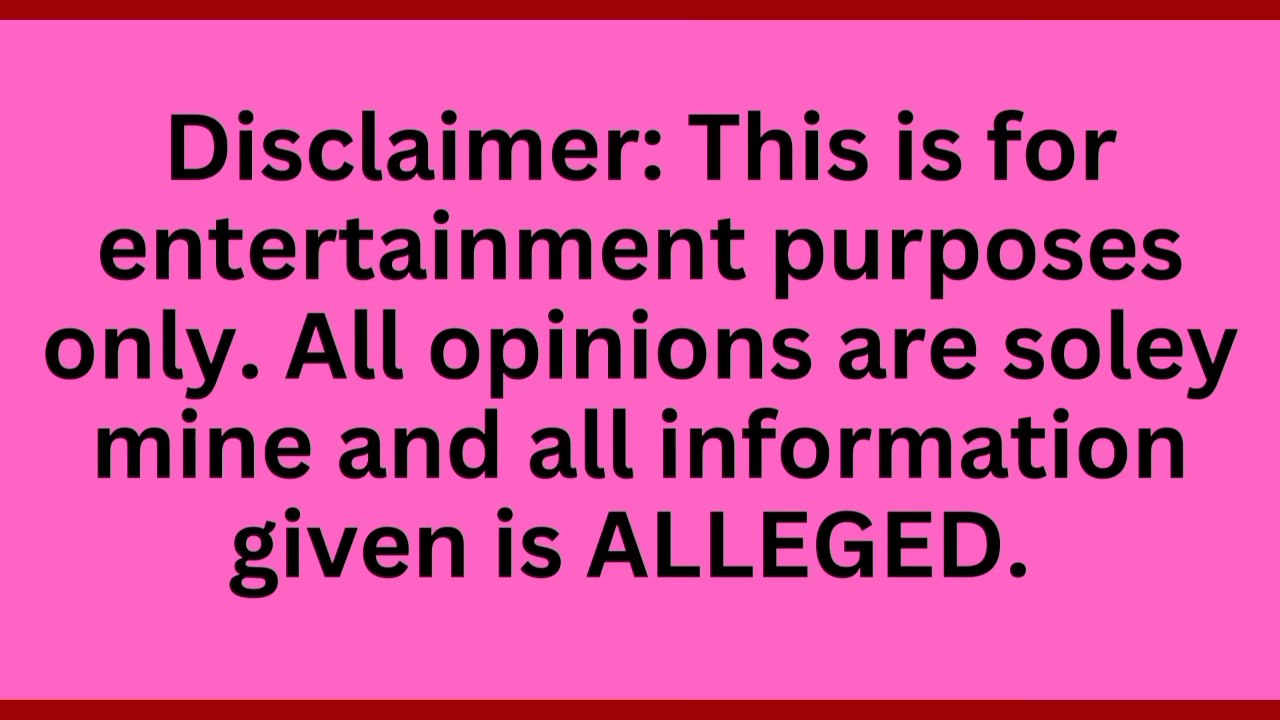 Disclaimer: This is for
entertainment purposes
only. All opinions are soley
mine and all information
given is ALLEGED.